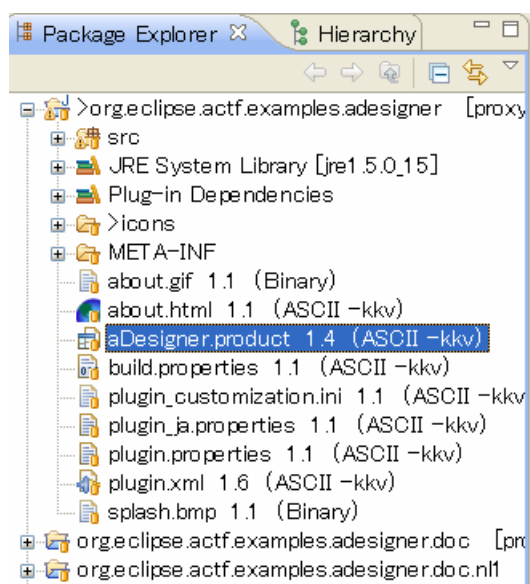 Package Explorer Hierarchy
>org.eclipse.actf.examples.adesigner [proxy
src
JRE System Library [jre1.5.0_15]
Plug-in Dependencies
>icons
META-INF
about.gif 1.1 (Binary)
about.html 1.1 (ASCII -kkv)
aDesigner.product 1.4 (ASCII -kkv)
build.properties 1.1 (ASCII -kkv)
plugin_customization.ini 1.1 (ASCII -kkv
plugin_ja.properties 1.1 (ASCII -kkv)
plugin.properties 1.1 (ASCII -kkv)
plugin.xml 1.6 (ASCII -kkv)
splash.bmp 1.1 (Binary)
org.eclipse.actf.examples.adesigner.doc [pro
org.eclipse.actf.examples.adesigner.doc.nl1